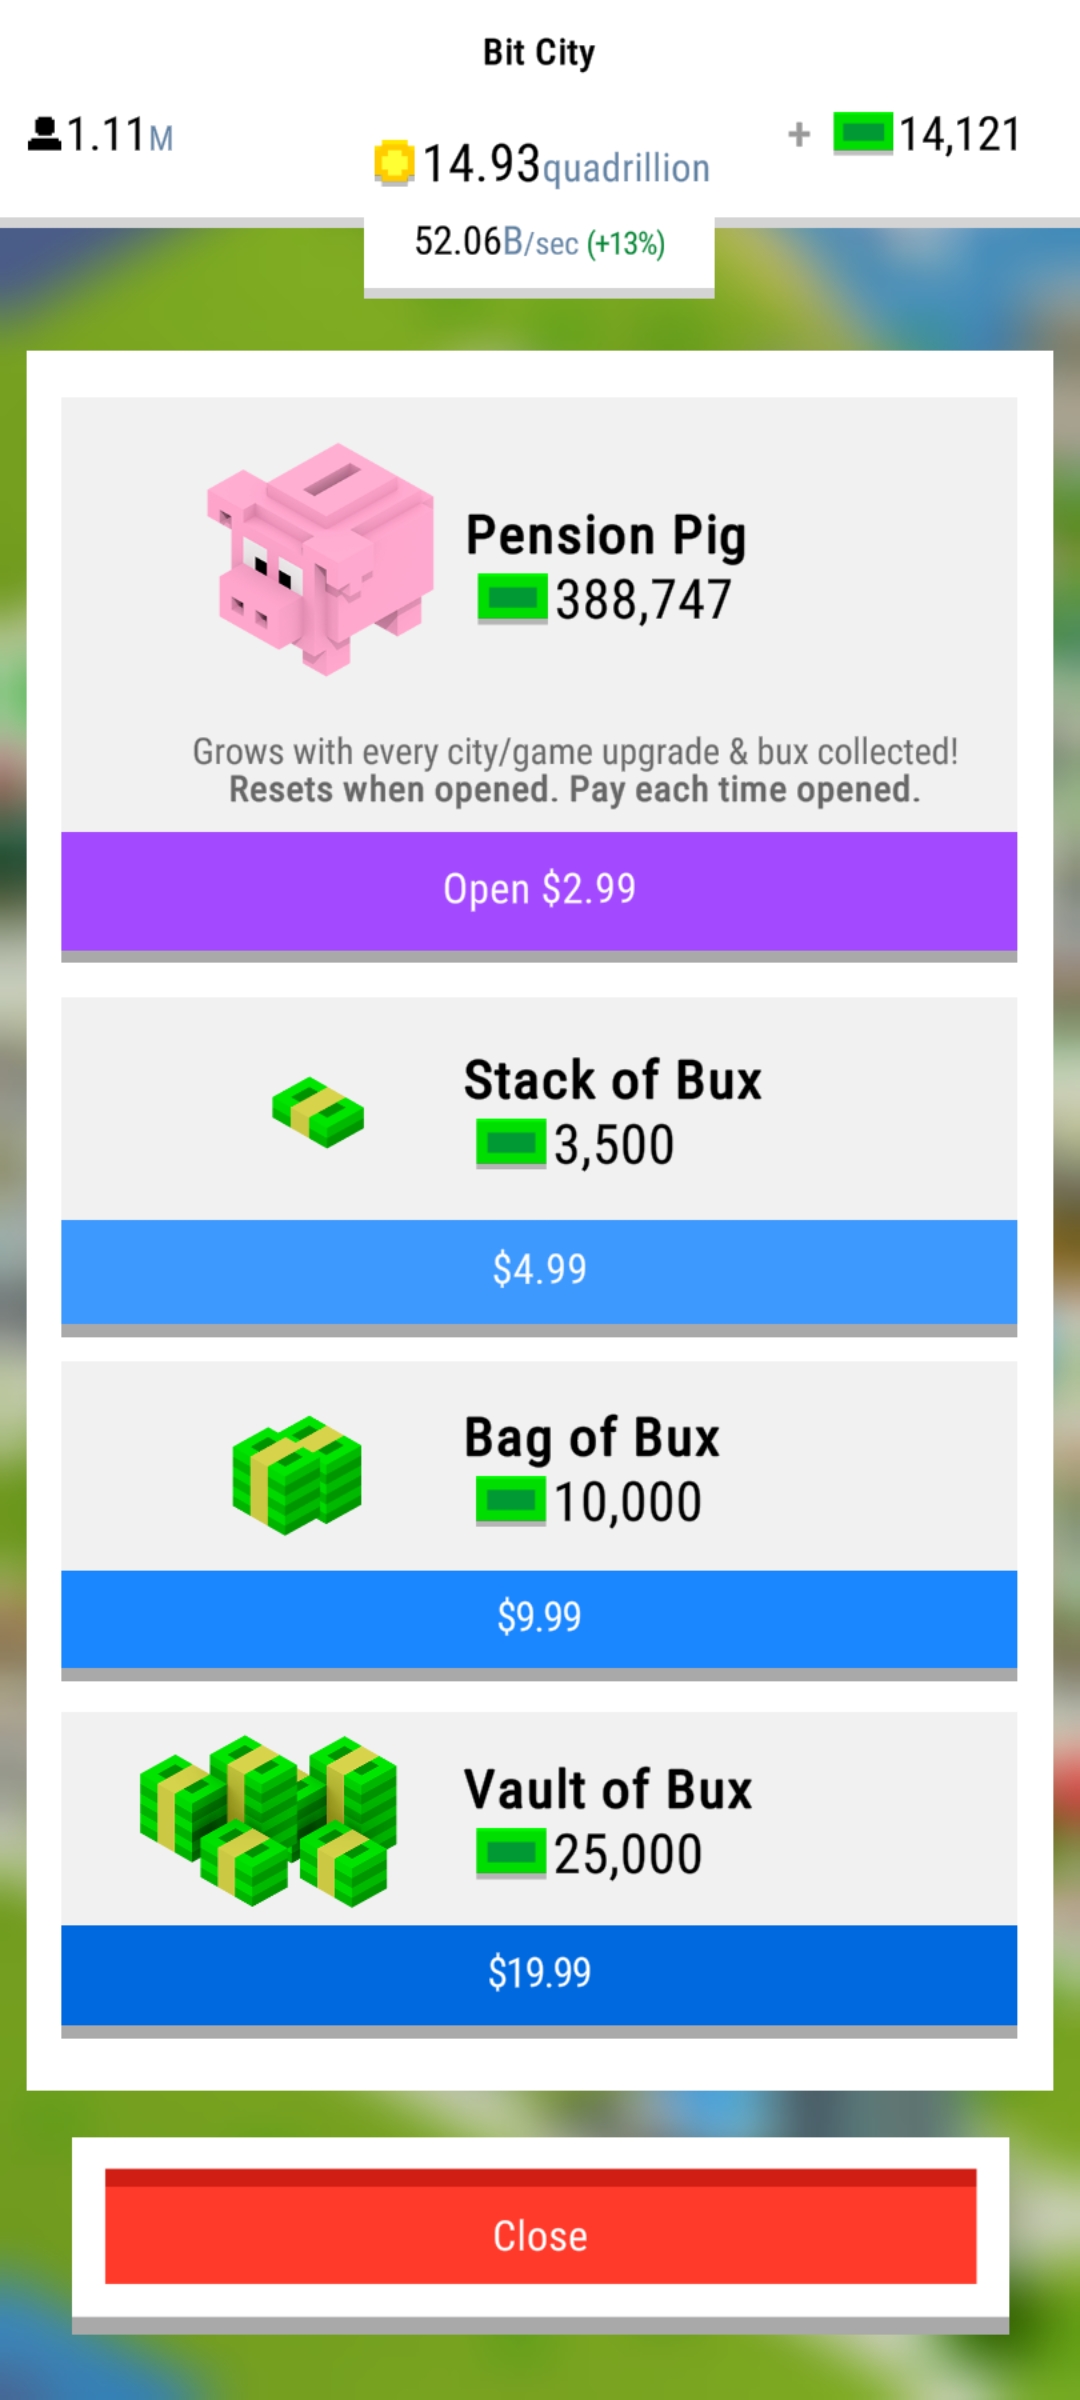 Bit City
1.11M
14.93quadrillion
+ 14,121
52.06B/sec (+13%)
Pension Pig
388,747
Grows with every city/game upgrade & bux collected!
Resets when opened. Pay each time opened.
Open $2.99
Stack of Bux
3,500
$4.99
Bag of Bux
10,000
$9.99
Vault of Bux
25,000
$19.99
Close